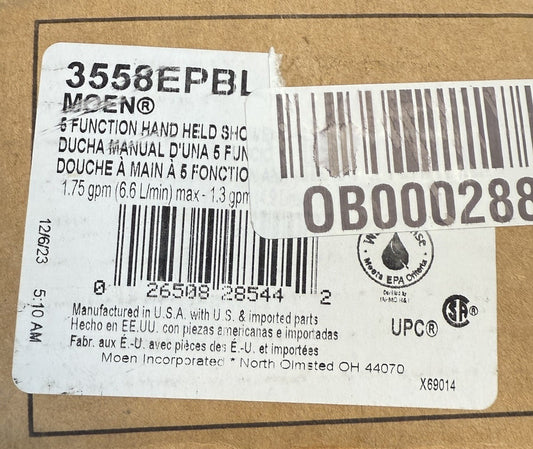 3558EPBL
MOEN®
5 FUNCTION HAND HELD
DUCHA MANUAL D'UNA 5
DOUCHE À MAIN À 5
1.75 gpm (6.6 L/min) max - 1.3 gpm
OB000288
Meets EPA Criteria
0 26508 28544 2
12/6/23 5:10 AM
Manufactured in U.S.A. with U.S. & imported parts
Hecho en EE.UU. con piezas americanas e importadas
Fabr. aux É.-U. avec pièces des É.-U. et importées
Moen Incorporated * North Olmsted OH 44070
UPC®
X69014